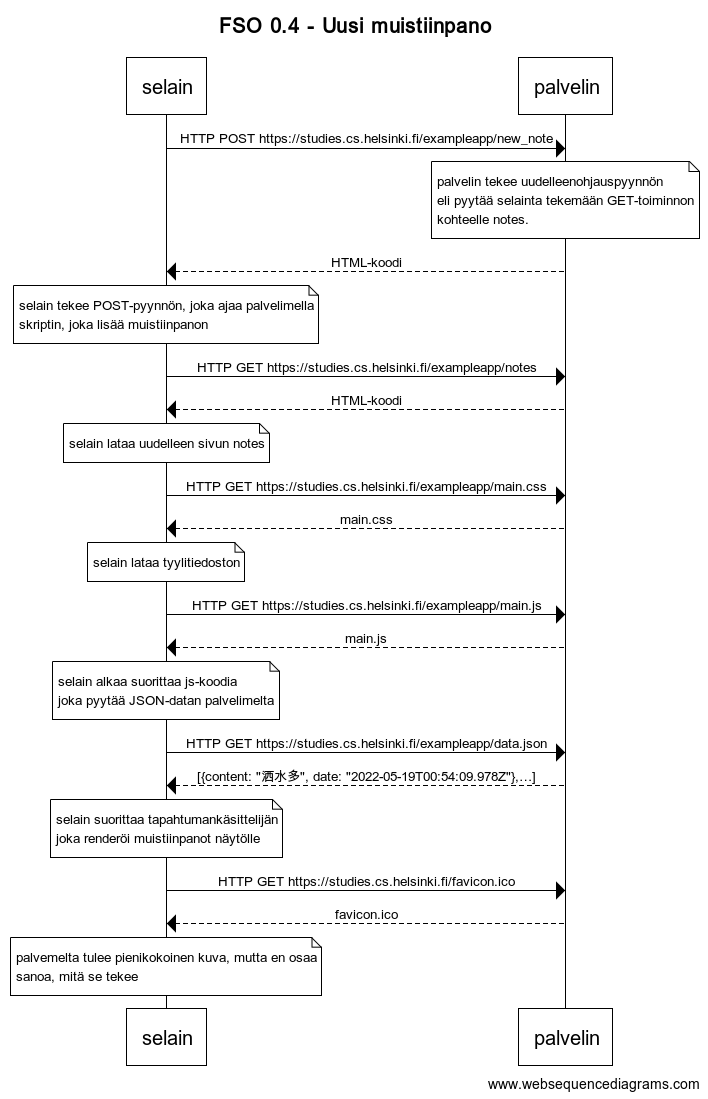 FSO 0.4 - Uusi muistiinpano
selain
palvelin
HTTP POST https://studies.cs.helsinki.fi/exampleapp/new_note
palvelin tekee uudelleenohjauspyynnön
eli pyytää selainta tekemään GET-toiminnon
kohteelle notes.
HTML-koodi
selain tekee POST-pyynnön, joka ajaa palvelimella
skriptin, joka lisää muistiinpanon
HTTP GET https://studies.cs.helsinki.fi/exampleapp/notes
HTML-koodi
selain lataa uudelleen sivun notes
HTTP GET https://studies.cs.helsinki.fi/exampleapp/main.css
main.css
selain lataa tyylitiedoston
HTTP GET https://studies.cs.helsinki.fi/exampleapp/main.js
main.js
selain alkaa suorittaa js-koodia
joka pyytää JSON-datan palvelimelta
HTTP GET https://studies.cs.helsinki.fi/exampleapp/data.json
[{content: "洒水多", date: "2022-05-19T00:54:09.978Z"},…]
selain suorittaa tapahtumankäsittelijän
joka renderöi muistiinpanot näytölle
HTTP GET https://studies.cs.helsinki.fi/favicon.ico
favicon.ico
palvemelta tulee pienikokoinen kuva, mutta en osaa
sanoa, mitä se tekee
selain
palvelin
www.websequencediagrams.com